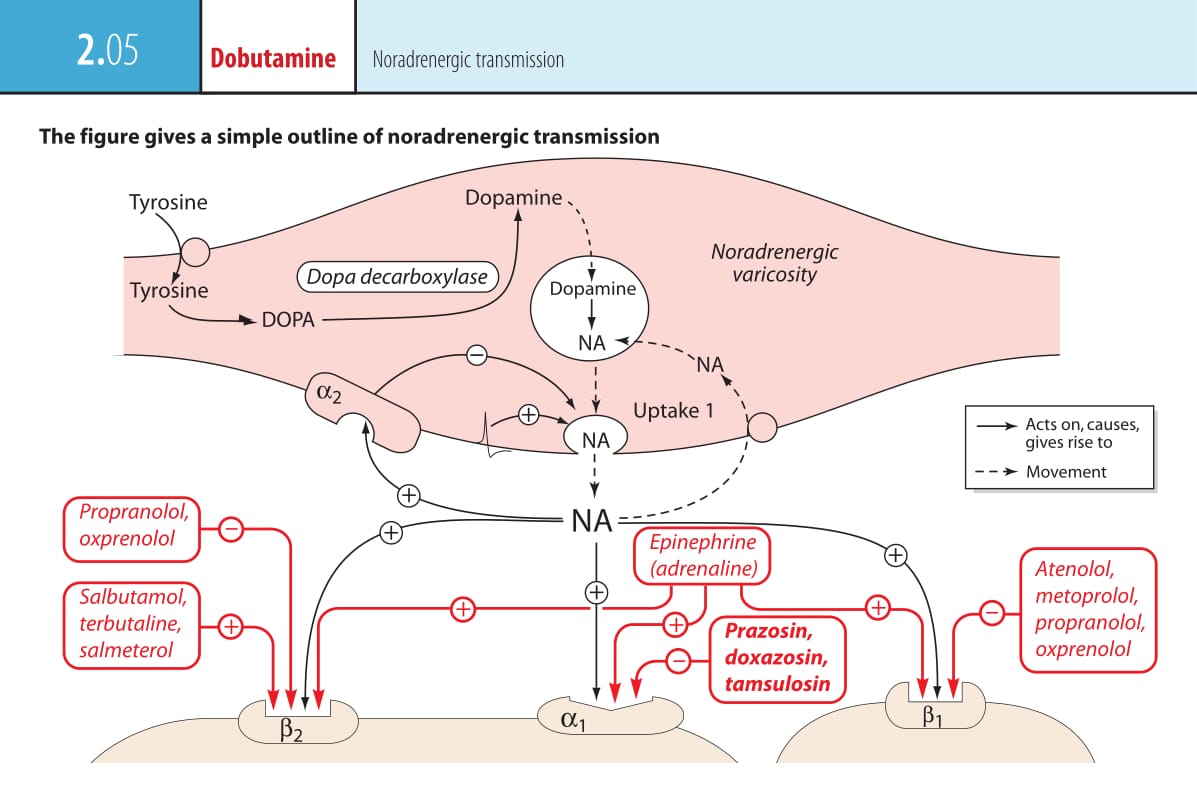 2.05
Dobutamine
Noradrenergic transmission
The figure gives a simple outline of noradrenergic transmission
Tyrosine
Dopamine
Noradrenergic
varicosity
Dopa decarboxylase
Tyrosine
Dopamine
DOPA
NA
NA
α2
−
+
Uptake 1
NA
Acts on, causes,
gives rise to
Movement
+
NA
Propranolol,
oxprenolol
−
+
Epinephrine
(adrenaline)
+
Atenolol,
metoprolol,
propranolol,
oxprenolol
−
Salbutamol,
terbutaline,
salmeterol
+
+
+
+
+
Prazosin,
doxazosin,
tamsulosin
−
β2
α1
β1